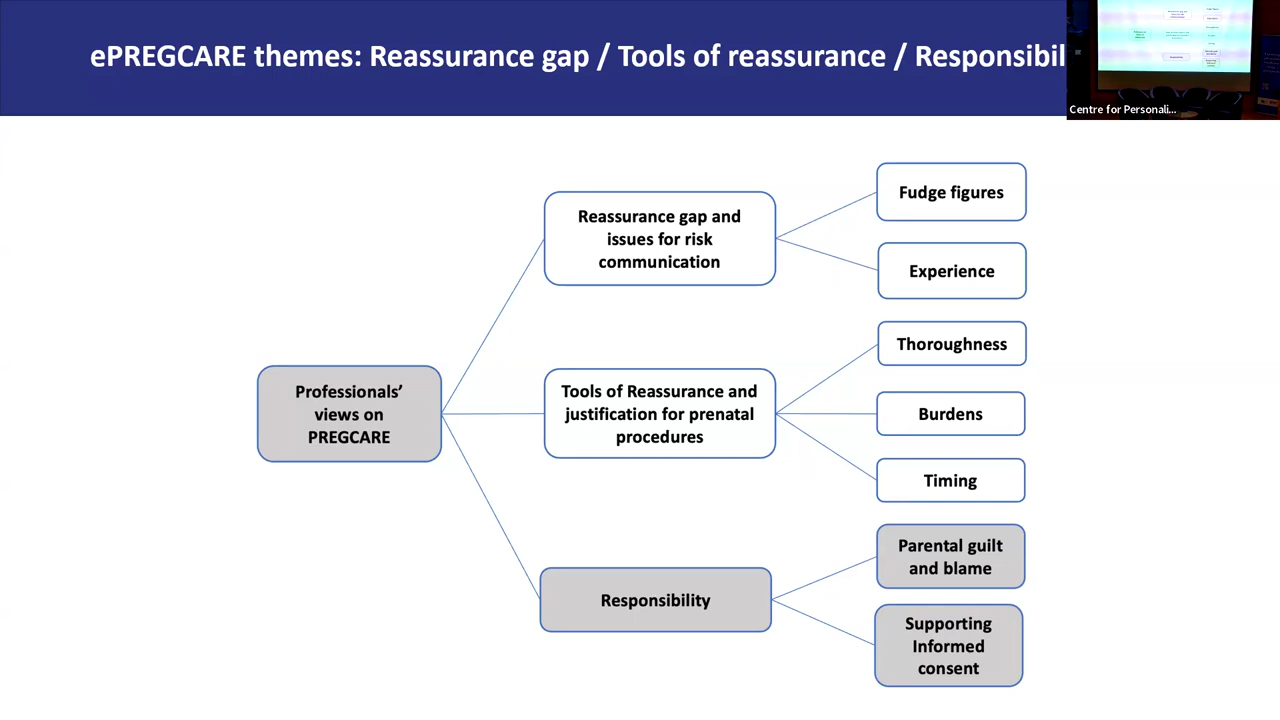 ePREGCARE themes: Reassurance gap / Tools of reassurance / Responsibil
Centre for Personali...
Professionals’
views on
PREGCARE
Reassurance gap and
issues for risk
communication
Fudge figures
Experience
Tools of Reassurance and
justification for prenatal
procedures
Thoroughness
Burdens
Timing
Responsibility
Parental guilt
and blame
Supporting
Informed
consent